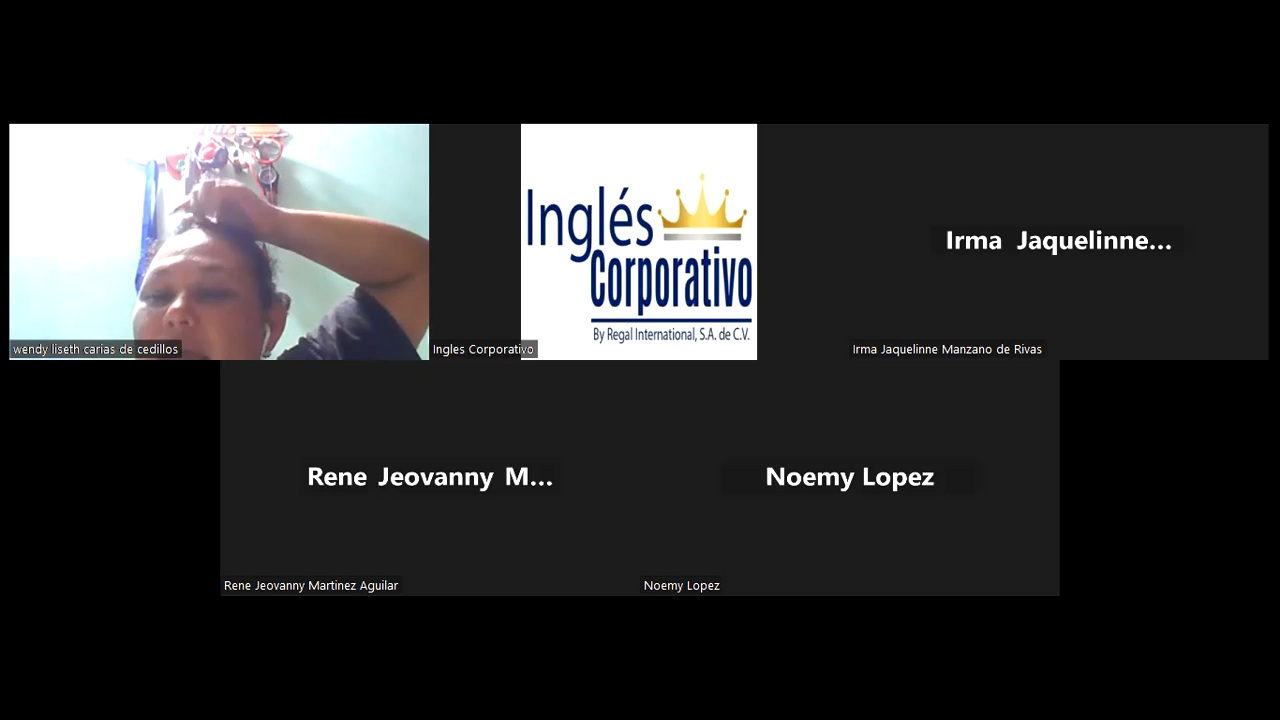 wendy liseth carias de cedillos
Inglés
Corporativo
By Regal International, S.A. de C.V.
Ingles Corporativo
Irma Jaquelinne...
Irma Jaquelinne Manzano de Rivas
Rene Jeovanny M...
Rene Jeovanny Martinez Aguilar
Noemy Lopez
Noemy Lopez